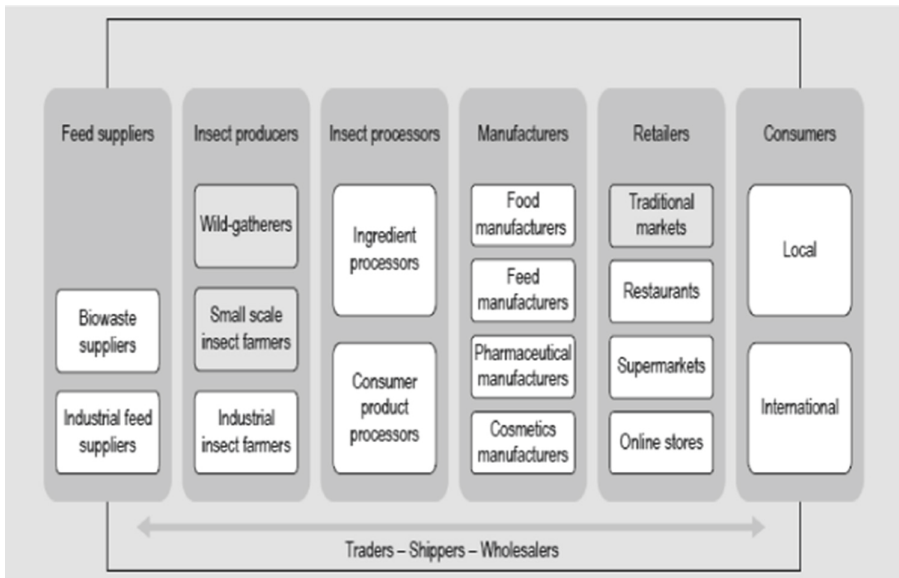 Feed suppliers
Biowaste
suppliers
Industrial feed
suppliers
Insect producers
Wild-gatherers
Small scale
insect farmers
Industrial
insect farmers
Insect processors
Ingredient
processors
Consumer
product
processors
Manufacturers
Food
manufacturers
Feed
manufacturers
Pharmaceutical
manufacturers
Cosmetics
manufacturers
Retailers
Traditional
markets
Restaurants
Supermarkets
Online stores
Consumers
Local
International
Traders – Shippers – Wholesalers